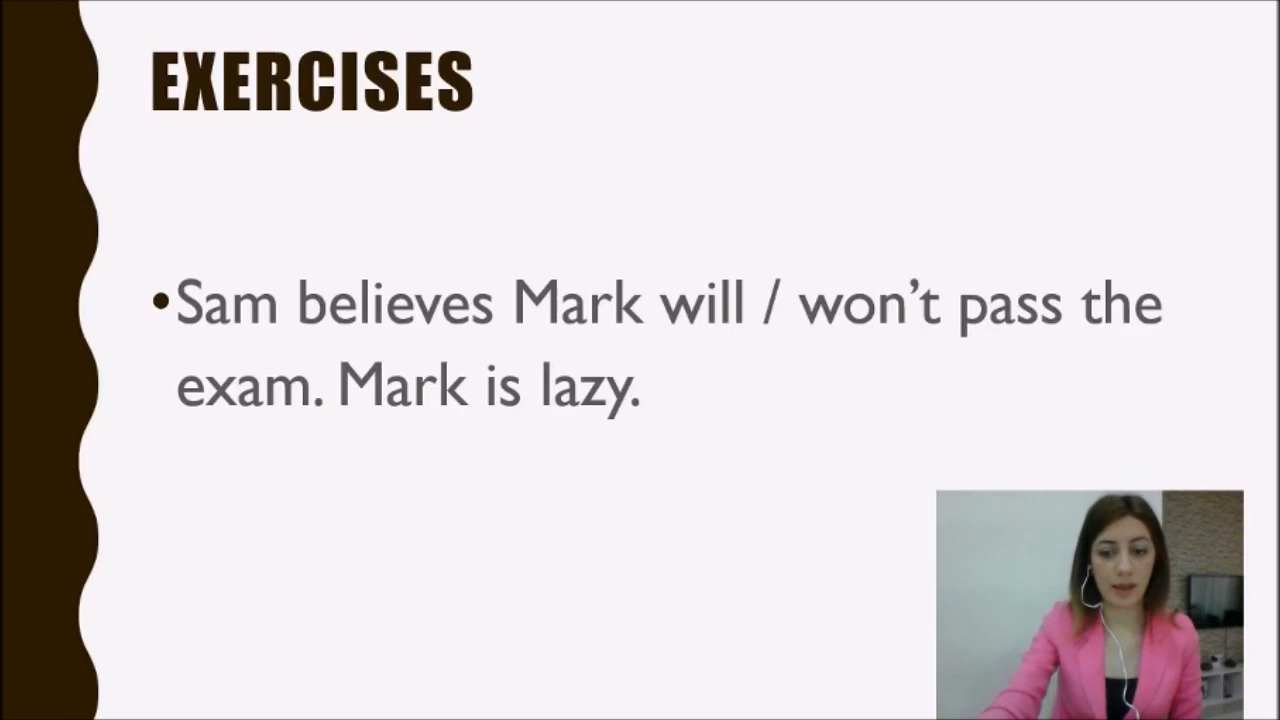 EXERCISES
•Sam believes Mark will / won’t pass the
exam. Mark is lazy.